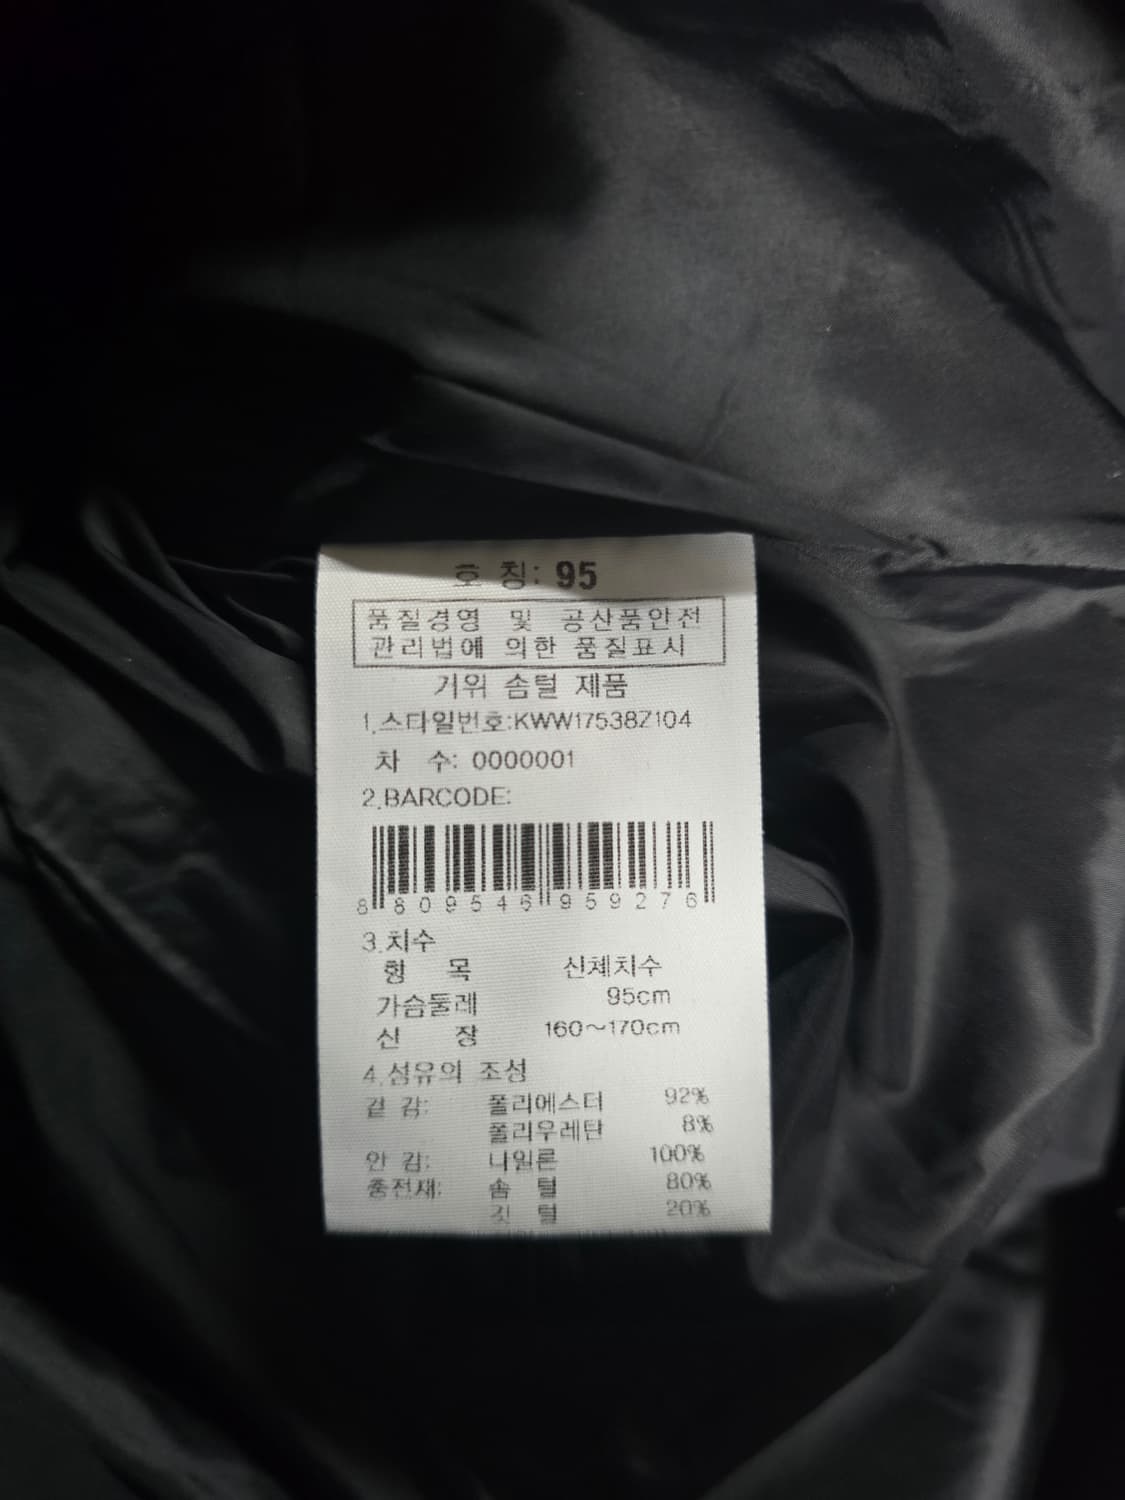 호 칭: 95
품질경영 및 공산품안전
관리법에 의한 품질표시
거위 솜털 제품
1.스타일번호:KWW17538Z104
차 수: 0000001
2.BARCODE:
8 809546 959276
3.치수
항 목 신체치수
가슴둘레 95cm
신 장 160~170cm
4.섬유의 조성
겉 감: 폴리에스터 92%
폴리우레탄 8%
안 감: 나일론 100%
충전재: 솜 털 80%
깃 털 20%